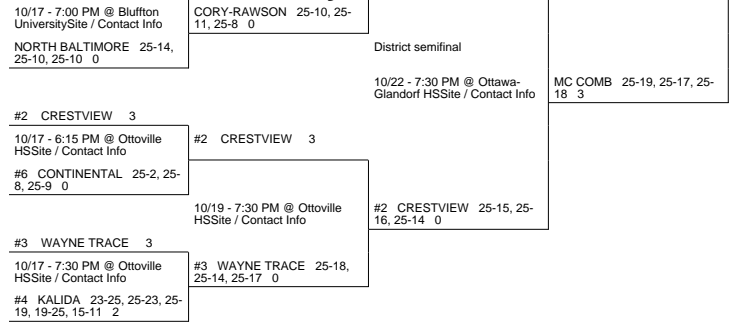 10/17 - 7:00 PM @ Bluffton
UniversitySite / Contact Info
CORY-RAWSON 25-10, 25-
11, 25-8 0
NORTH BALTIMORE 25-14,
25-10, 25-10 0
District semifinal
10/22 - 7:30 PM @ Ottawa-
Glandorf HSSite / Contact Info
MC COMB 25-19, 25-17, 25-
18 3
#2 CRESTVIEW 3
10/17 - 6:15 PM @ Ottoville
HSSite / Contact Info
#2 CRESTVIEW 3
#6 CONTINENTAL 25-2, 25-
8, 25-9 0
10/19 - 7:30 PM @ Ottoville
HSSite / Contact Info
#2 CRESTVIEW 25-15, 25-
16, 25-14 0
#3 WAYNE TRACE 3
10/17 - 7:30 PM @ Ottoville
HSSite / Contact Info
#3 WAYNE TRACE 25-18,
25-14, 25-17 0
#4 KALIDA 23-25, 25-23, 25-
19, 19-25, 15-11 2